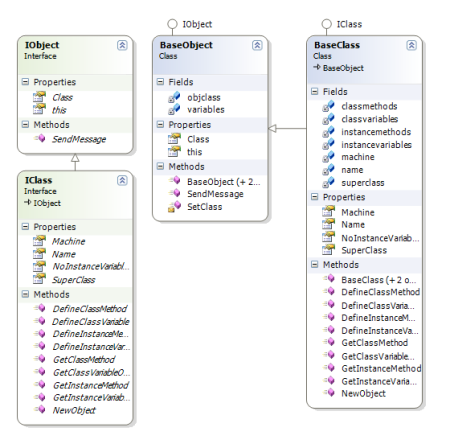 IObject
IObject
Interface
Properties
Class
this
Methods
SendMessage
IClass
Interface
IObject
Properties
Machine
Name
NoInstanceVariabl...
SuperClass
Methods
DefineClassMethod
DefineClassVariable
DefineInstanceMe...
DefineInstanceVar...
GetClassMethod
GetClassVariableO...
GetInstanceMethod
GetInstanceVariab...
NewObject
BaseObject
Class
Fields
objclass
variables
Properties
Class
this
Methods
BaseObject (+ 2...
SendMessage
SetClass
IClass
BaseClass
Class
BaseObject
Fields
classmethods
classvariables
instancemethods
instancevariables
machine
name
superclass
Properties
Machine
Name
NoInstanceVariab...
SuperClass
Methods
BaseClass (+ 2 o...
DefineClassMethod
DefineClassVaria...
DefineInstanceM...
DefineInstanceVa...
GetClassMethod
GetClassVariable...
GetInstanceMethod
GetInstanceVaria...
NewObject